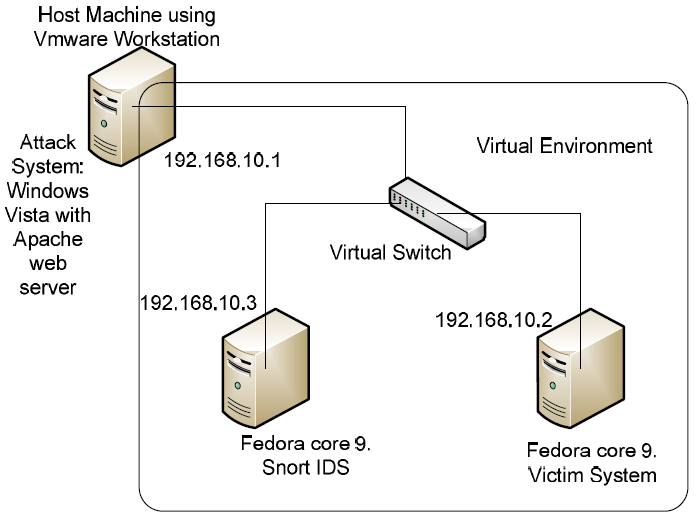 Host Machine using
Vmware Workstation
Attack
System:
Windows
Vista with
Apache
web
server
192.168.10.1
Virtual Environment
Virtual Switch
192.168.10.3
192.168.10.2
Fedora core 9.
Snort IDS
Fedora core 9.
Victim System